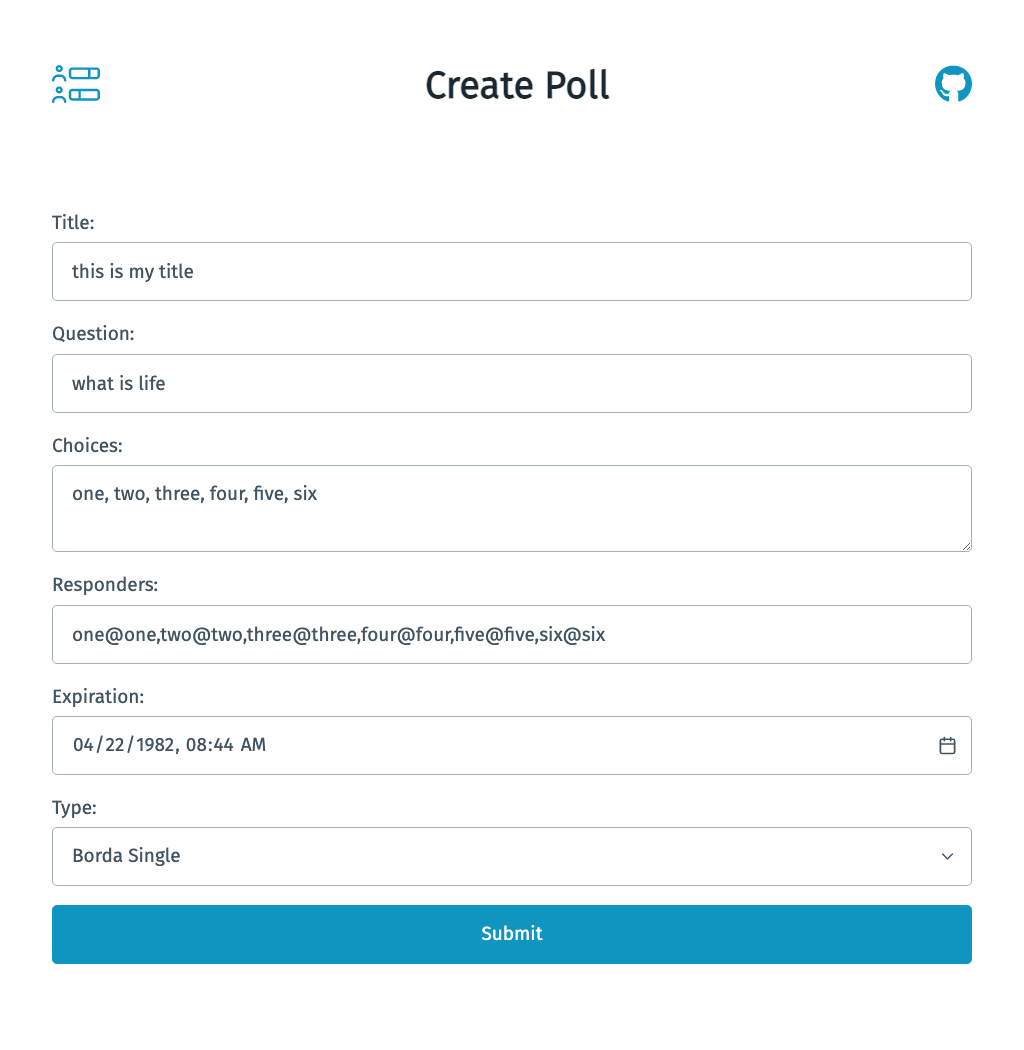 Create Poll
Title:
this is my title
Question:
what is life
Choices:
one, two, three, four, five, six
Responders:
one@one,two@two,three@three,four@four,five@five,six@six
Expiration:
04/22/1982, 08:44 AM
Type:
Borda Single
Submit